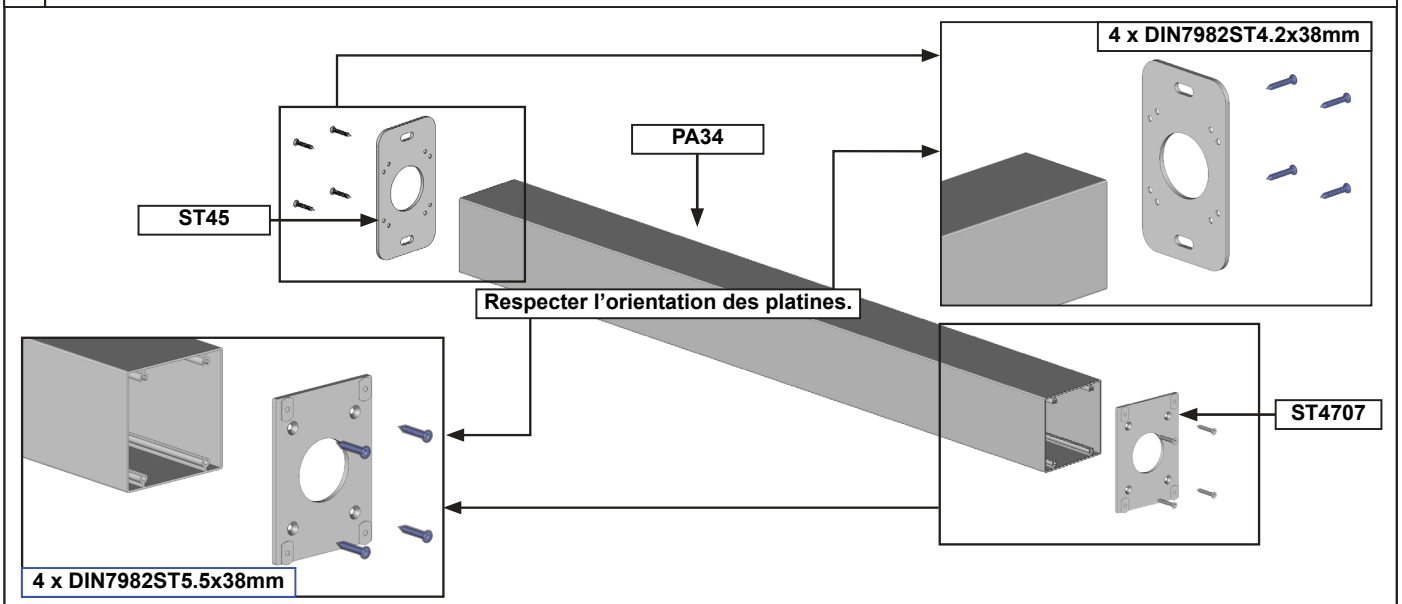 4 x DIN7982ST4.2x38mm
PA34
ST45
Respecter l’orientation des platines.
ST4707
4 x DIN7982ST5.5x38mm